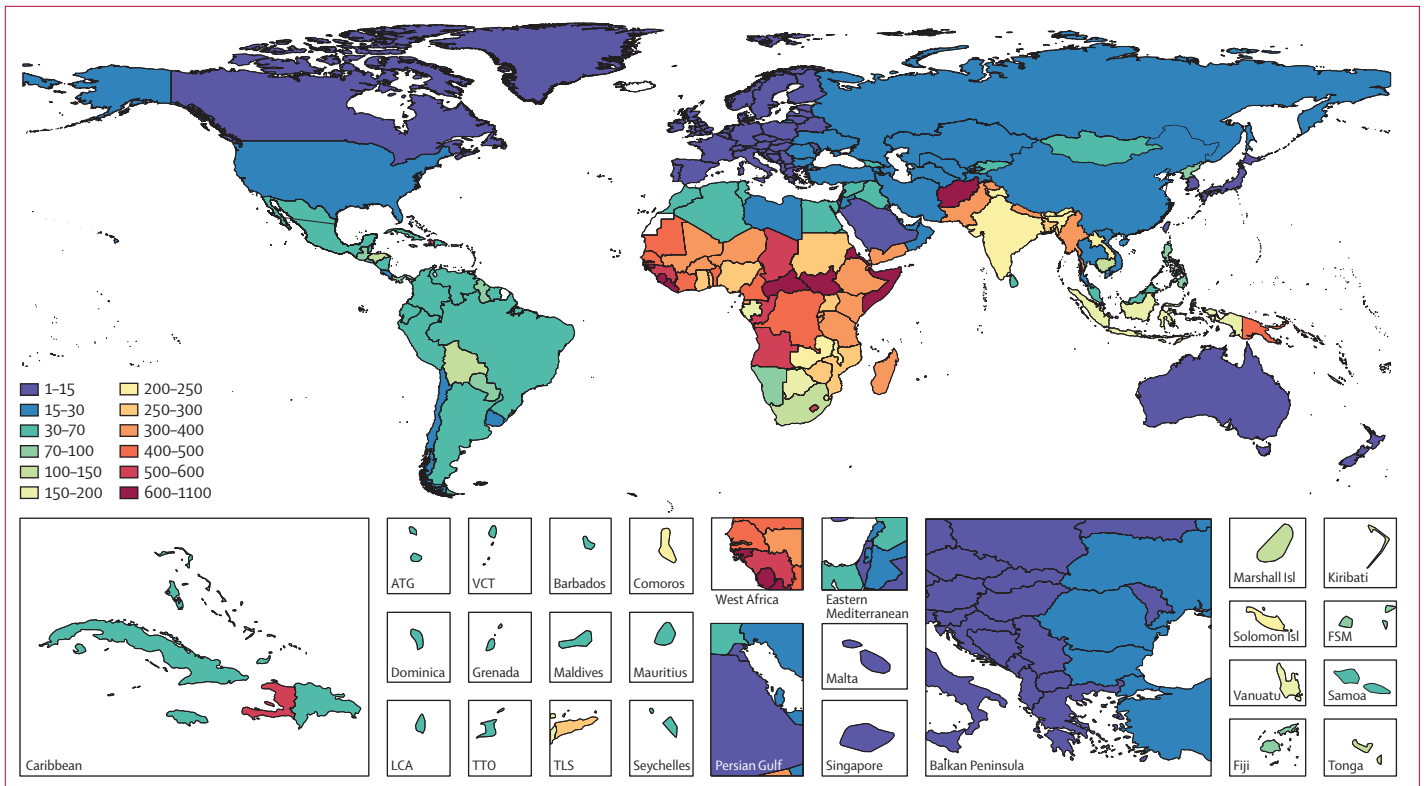 1–15
15–30
30–70
70–100
100–150
150–200
200–250
250–300
300–400
400–500
500–600
600–1100
Caribbean
ATG
VCT
Barbados
Comoros
West Africa
Eastern
Mediterranean
Marshall Isl
Kiribati
Solomon Isl
FSM
Dominica
Grenada
Maldives
Mauritius
Malta
Vanuatu
Samoa
LCA
TTO
TLS
Seychelles
Persian Gulf
Singapore
Balkan Peninsula
Fiji
Tonga